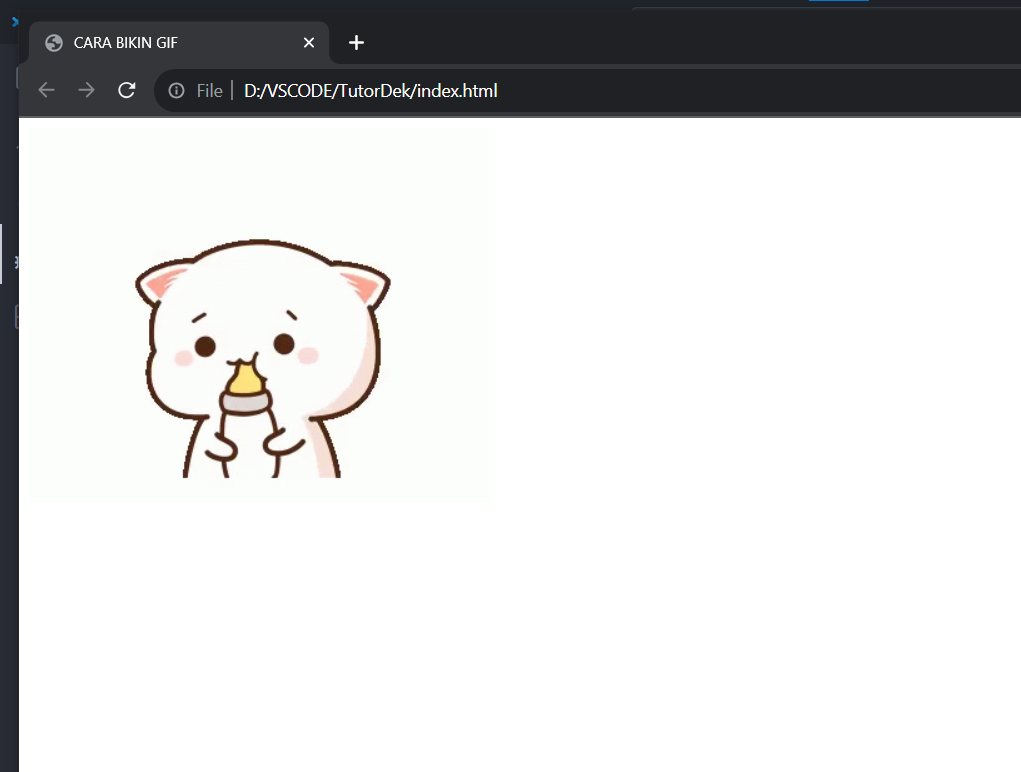 CARA BIKIN GIF
File
D:/VSCODE/TutorDek/index.html